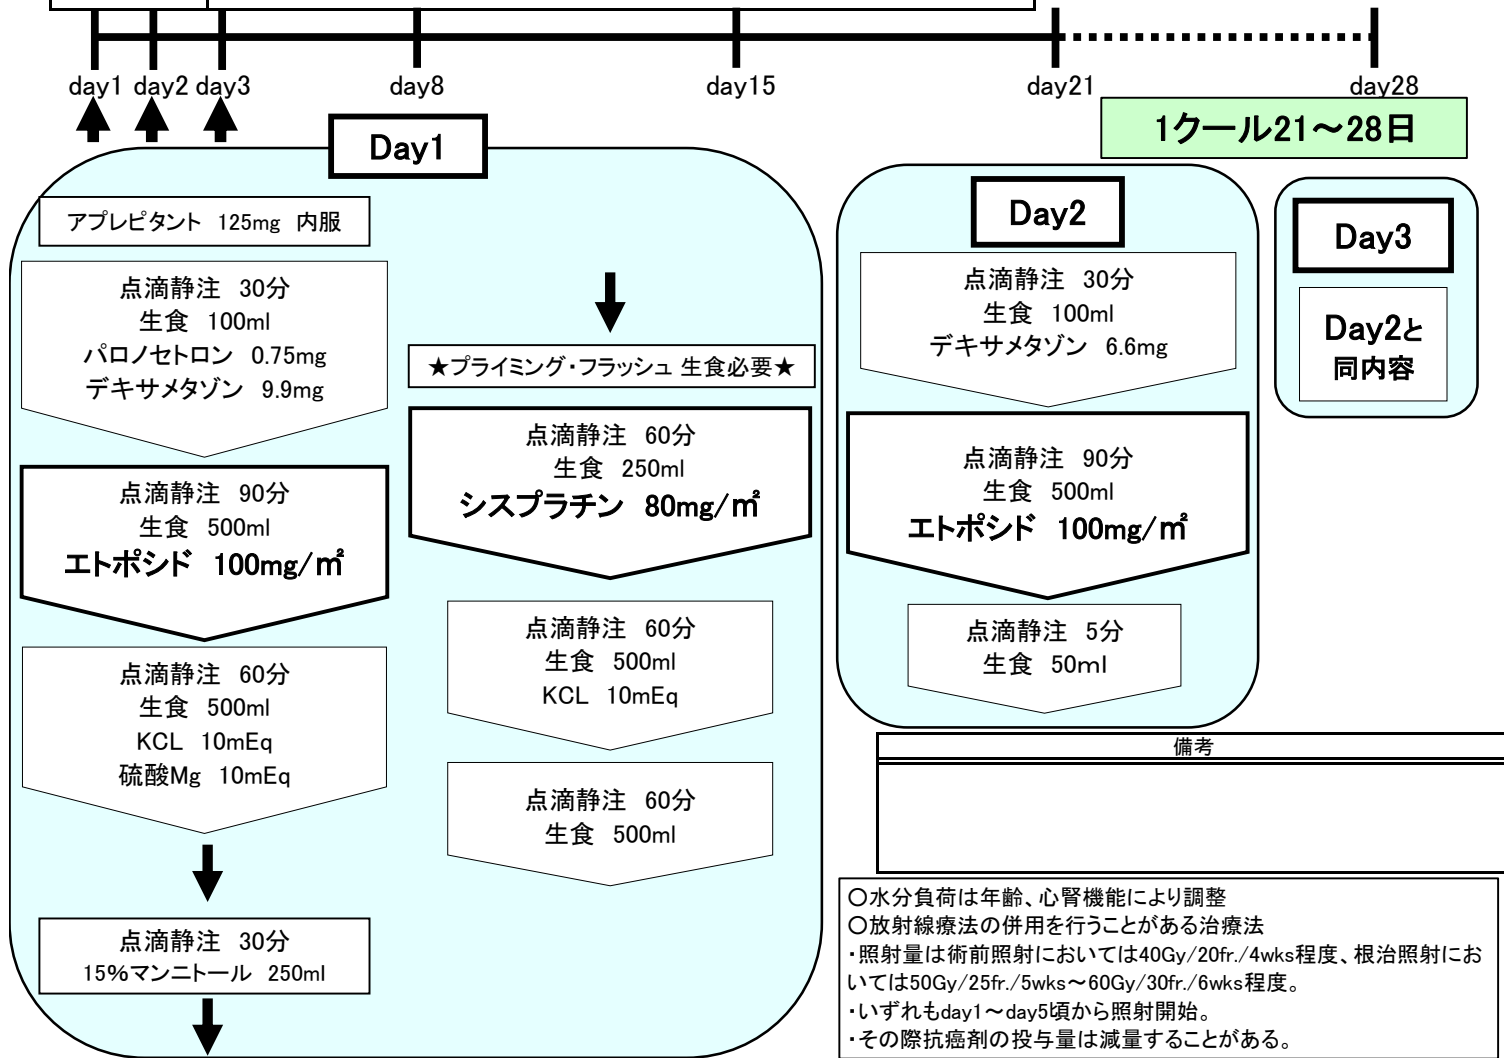 day1 day2 day3 day8 day15 day21 day28
1クール21～28日
Day1
アプレピタント 125mg 内服
点滴静注 30分
生食 100ml
パロノセトロン 0.75mg
デキサメタゾン 9.9mg
点滴静注 90分
生食 500ml
エトポシド 100mg/㎡
点滴静注 60分
生食 500ml
KCL 10mEq
硫酸Mg 10mEq
点滴静注 30分
15%マンニトール 250ml
★プライミング・フラッシュ 生食必要★
点滴静注 60分
生食 250ml
シスプラチン 80mg/㎡
点滴静注 60分
生食 500ml
KCL 10mEq
点滴静注 60分
生食 500ml
Day2
点滴静注 30分
生食 100ml
デキサメタゾン 6.6mg
点滴静注 90分
生食 500ml
エトポシド 100mg/㎡
点滴静注 5分
生食 50ml
Day3
Day2と
同内容
備考
○水分負荷は年齢、心腎機能により調整
○放射線療法の併用を行うことがある治療法
・照射量は術前照射においては40Gy/20fr./4wks程度、根治照射にお
いては50Gy/25fr./5wks～60Gy/30fr./6wks程度。
・いずれもday1～day5頃から照射開始。
・その際抗癌剤の投与量は減量することがある。